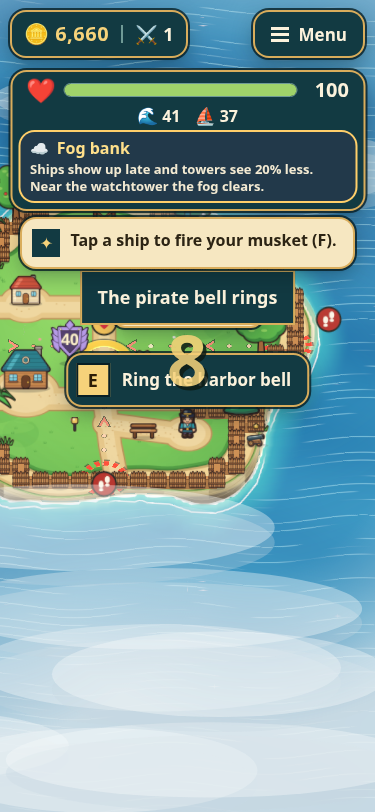 6,660 | 1
Menu
100
41 37
Fog bank
Ships show up late and towers see 20% less.
Near the watchtower the fog clears.
Tap a ship to fire your musket (F).
The pirate bell rings
40
8
E Ring the harbor bell